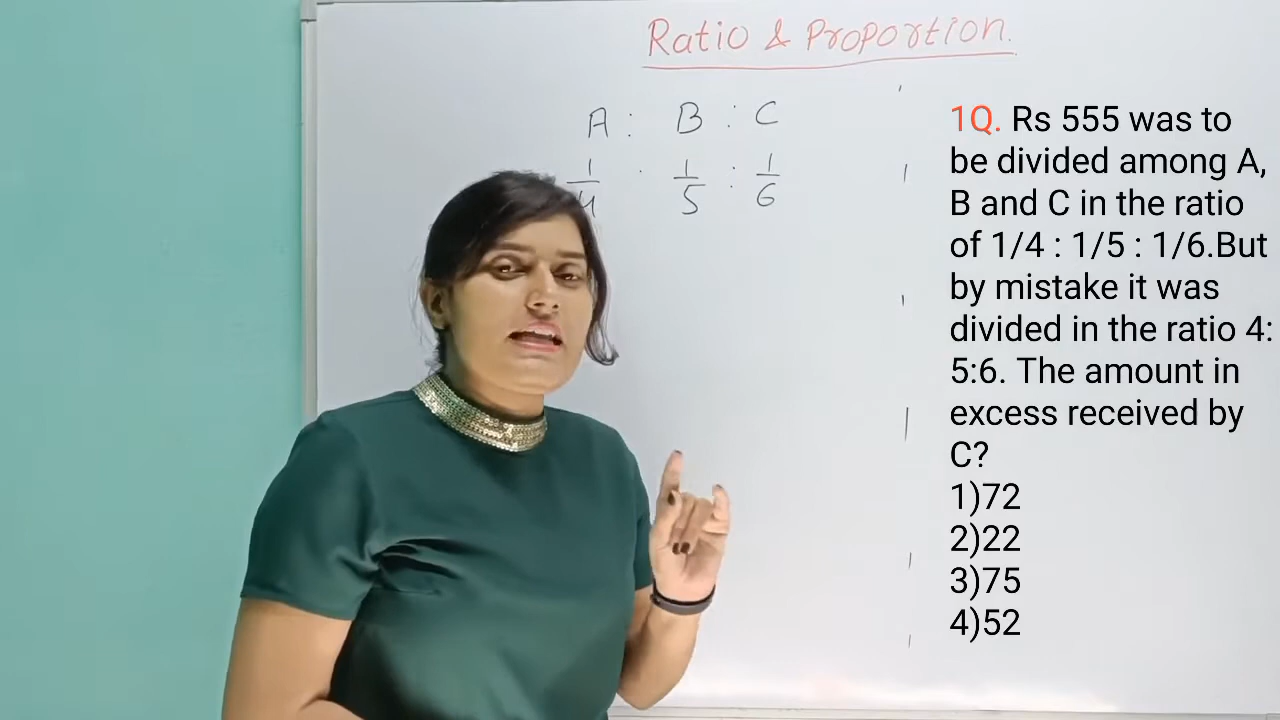 Ratio & Proportion.
A : B : C
1/4 : 1/5 : 1/6
1Q. Rs 555 was to
be divided among A,
B and C in the ratio
of 1/4 : 1/5 : 1/6.But
by mistake it was
divided in the ratio 4:
5:6. The amount in
excess received by
C?
1)72
2)22
3)75
4)52